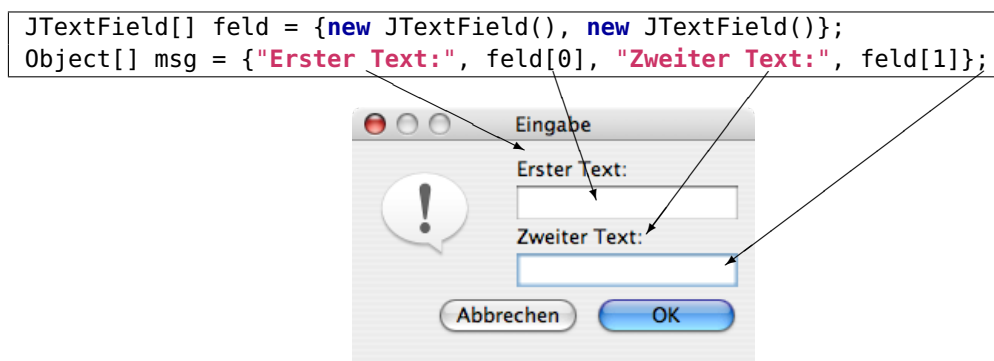 JTextField[] feld = {new JTextField(), new JTextField()};
Object[] msg = {"Erster Text:", feld[0], "Zweiter Text:", feld[1]};
Eingabe
Erster Text:
Zweiter Text:
Abbrechen OK